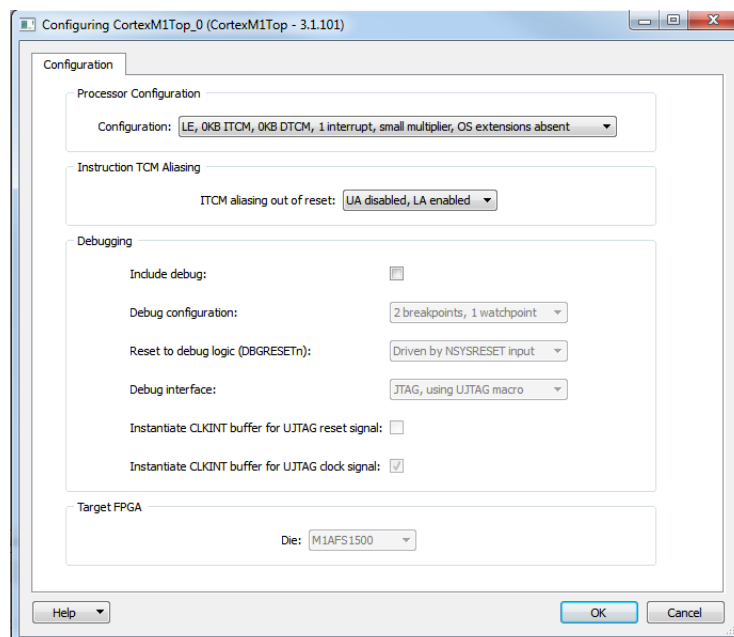 Configuring CortexM1Top_0 (CortexM1Top - 3.1.101)
Configuration
Processor Configuration
Configuration: LE, 0KB ITCM, 0KB DTCM, 1 interrupt, small multiplier, OS extensions absent
Instruction TCM Aliasing
ITCM aliasing out of reset: UA disabled, LA enabled
Debugging
Include debug:
Debug configuration: 2 breakpoints, 1 watchpoint
Reset to debug logic (DBGRESETn): Driven by NSYSRESET input
Debug interface: JTAG, using UJTAG macro
Instantiate CLKINT buffer for UJTAG reset signal:
Instantiate CLKINT buffer for UJTAG clock signal:
Target FPGA
Die: M1AFS1500
Help OK Cancel